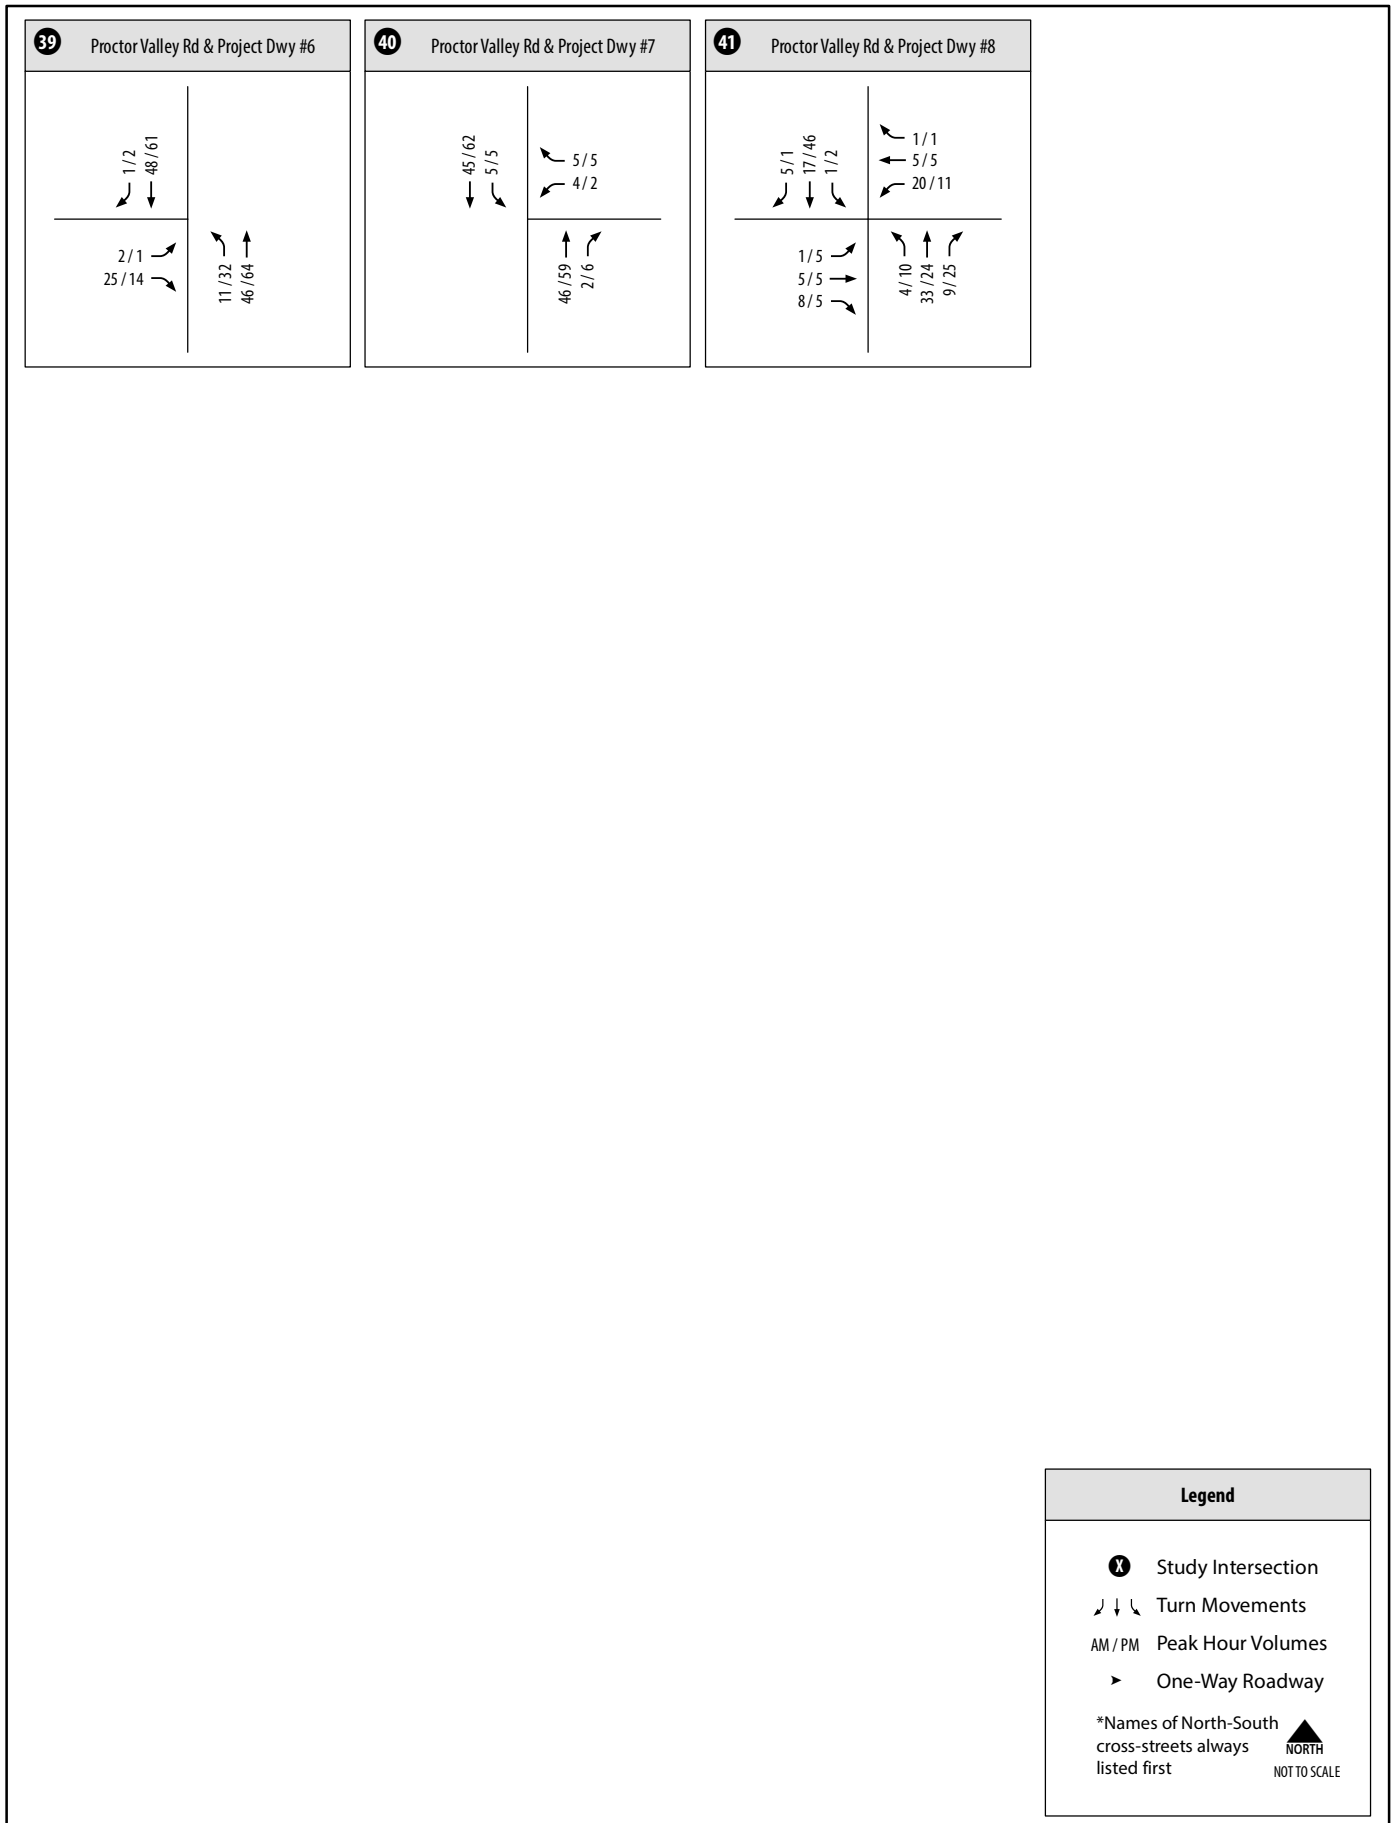 39 Proctor Valley Rd & Project Dwy #6
1 / 2
48 / 61
2 / 1
25 / 14
11 / 32
46 / 64
40 Proctor Valley Rd & Project Dwy #7
45 / 62
5 / 5
5 / 5
4 / 2
46 / 59
2 / 6
41 Proctor Valley Rd & Project Dwy #8
5 / 1
17 / 46
1 / 2
1 / 1
5 / 5
20 / 11
1 / 5
5 / 5
8 / 5
4 / 10
33 / 24
9 / 25
Legend
X Study Intersection
Turn Movements
AM / PM Peak Hour Volumes
One-Way Roadway
*Names of North-South
cross-streets always
listed first
NORTH
NOT TO SCALE